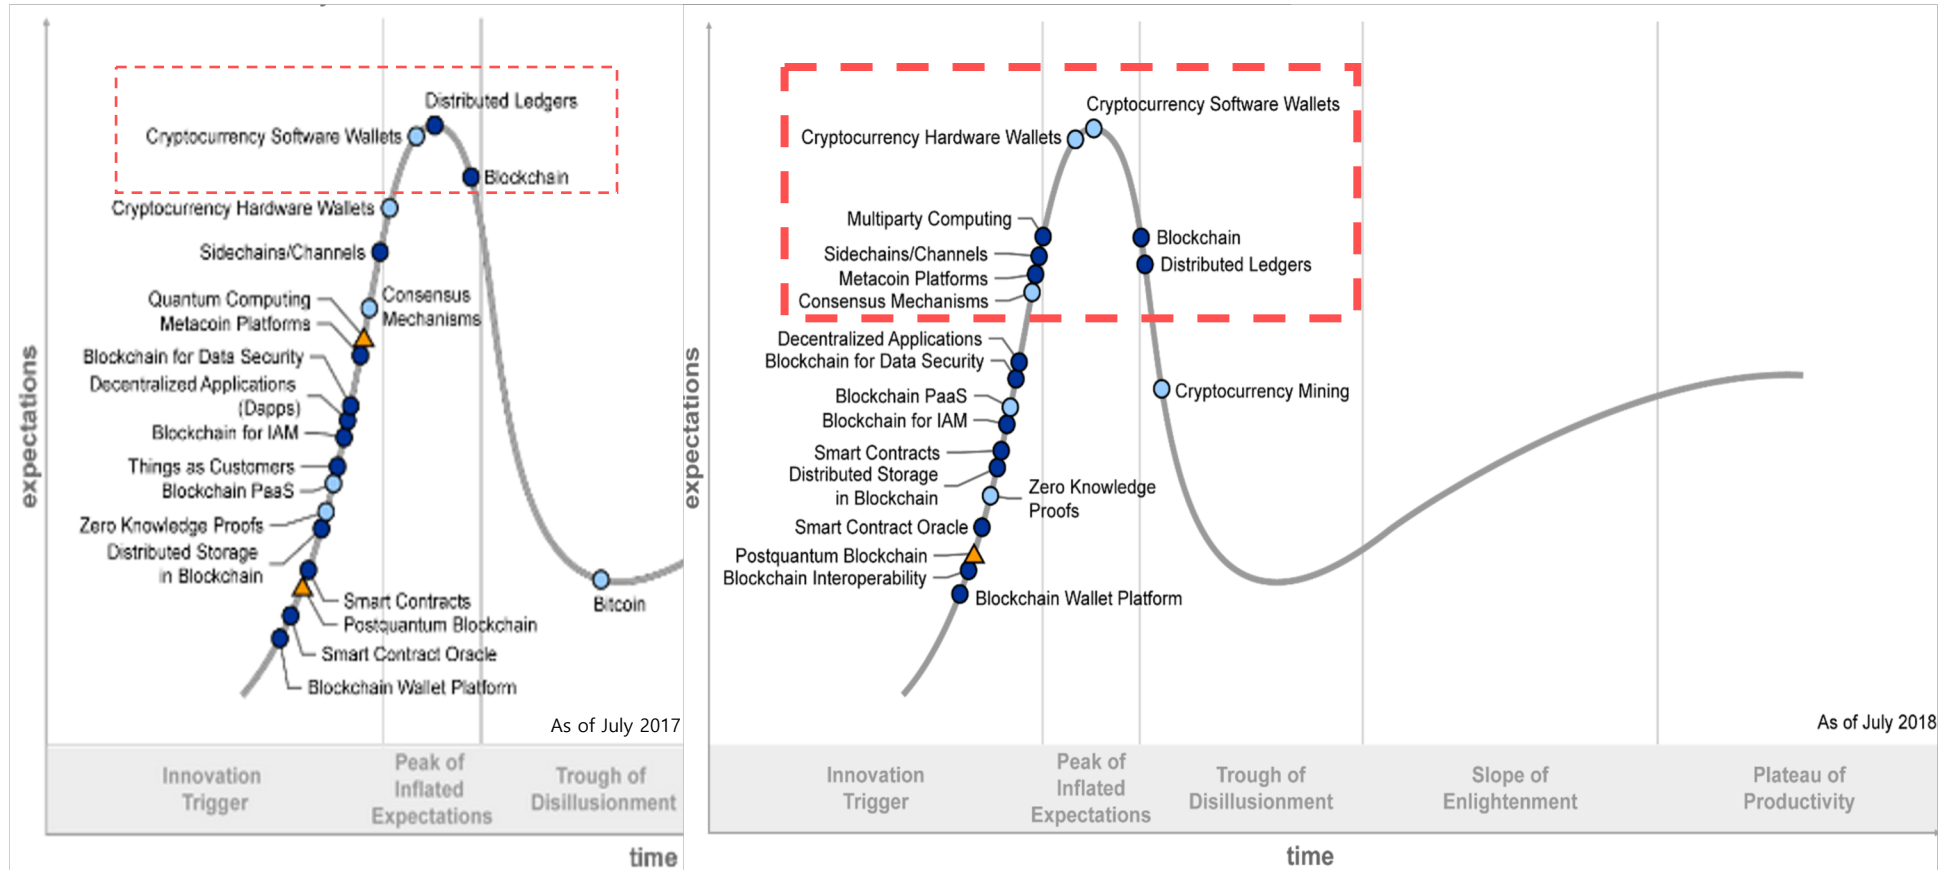 Distributed Ledgers
Cryptocurrency Software Wallets
Blockchain
Cryptocurrency Hardware Wallets
Sidechains/Channels
Quantum Computing
Consensus
Mechanisms
Metacoin Platforms
Blockchain for Data Security
Decentralized Applications
(Dapps)
Blockchain for IAM
Things as Customers
Blockchain PaaS
Zero Knowledge Proofs
Distributed Storage
in Blockchain
Smart Contracts
Postquantum Blockchain
Smart Contract Oracle
Blockchain Wallet Platform
Bitcoin
expectations
As of July 2017
Innovation
Trigger
Peak of
Inflated
Expectations
Trough of
Disillusionment
time
Cryptocurrency Software Wallets
Cryptocurrency Hardware Wallets
Multiparty Computing
Sidechains/Channels
Metacoin Platforms
Consensus Mechanisms
Blockchain
Distributed Ledgers
Decentralized Applications
Blockchain for Data Security
Blockchain PaaS
Blockchain for IAM
Cryptocurrency Mining
Smart Contracts
Distributed Storage
in Blockchain
Zero Knowledge
Proofs
Smart Contract Oracle
Postquantum Blockchain
Blockchain Interoperability
Blockchain Wallet Platform
expectations
As of July 2018
Innovation
Trigger
Peak of
Inflated
Expectations
Trough of
Disillusionment
Slope of
Enlightenment
Plateau of
Productivity
time